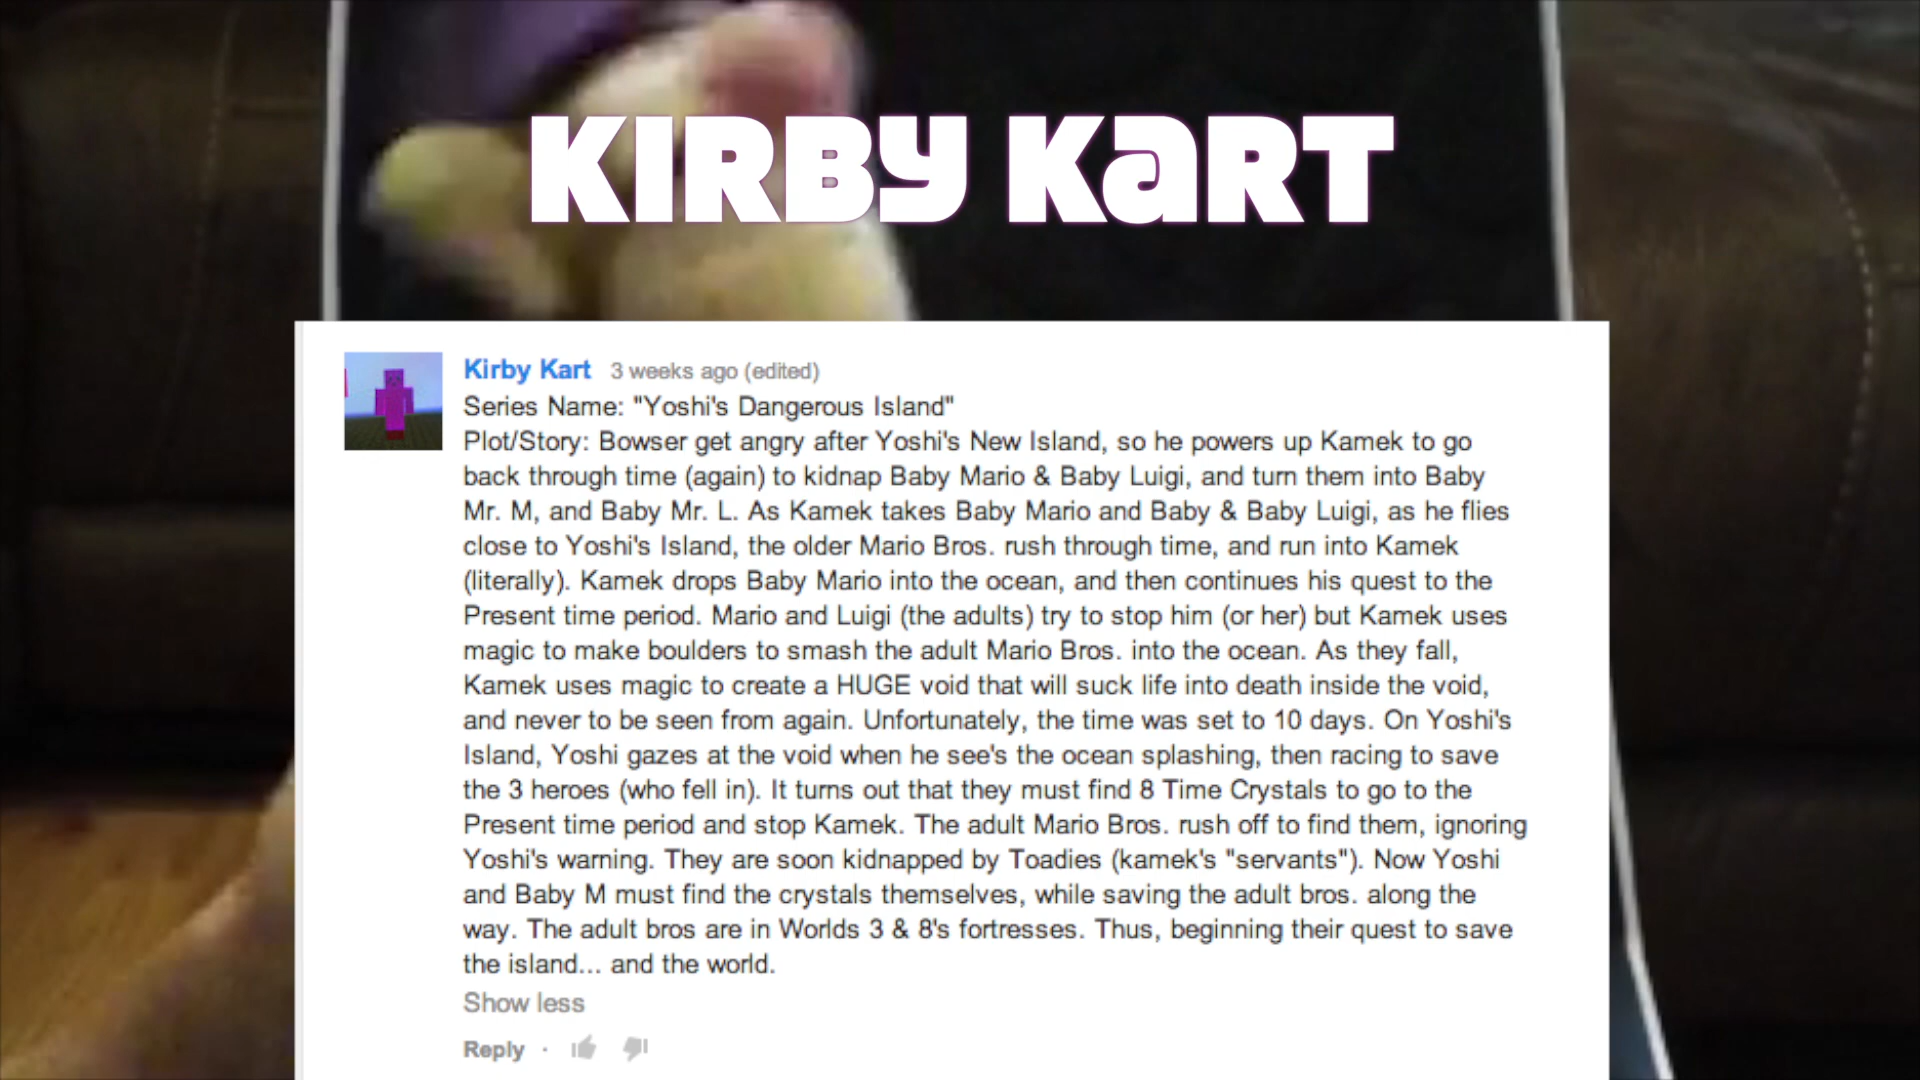 KIRBY KaRT
Kirby Kart 3 weeks ago (edited)
Series Name: "Yoshi's Dangerous Island"
Plot/Story: Bowser get angry after Yoshi's New Island, so he powers up Kamek to go
back through time (again) to kidnap Baby Mario & Baby Luigi, and turn them into Baby
Mr. M, and Baby Mr. L. As Kamek takes Baby Mario and Baby & Baby Luigi, as he flies
close to Yoshi's Island, the older Mario Bros. rush through time, and run into Kamek
(literally). Kamek drops Baby Mario into the ocean, and then continues his quest to the
Present time period. Mario and Luigi (the adults) try to stop him (or her) but Kamek uses
magic to make boulders to smash the adult Mario Bros. into the ocean. As they fall,
Kamek uses magic to create a HUGE void that will suck life into death inside the void,
and never to be seen from again. Unfortunately, the time was set to 10 days. On Yoshi's
Island, Yoshi gazes at the void when he see's the ocean splashing, then racing to save
the 3 heroes (who fell in). It turns out that they must find 8 Time Crystals to go to the
Present time period and stop Kamek. The adult Mario Bros. rush off to find them, ignoring
Yoshi's warning. They are soon kidnapped by Toadies (kamek's "servants"). Now Yoshi
and Baby M must find the crystals themselves, while saving the adult bros. along the
way. The adult bros are in Worlds 3 & 8's fortresses. Thus, beginning their quest to save
the island... and the world.
Show less
Reply ·